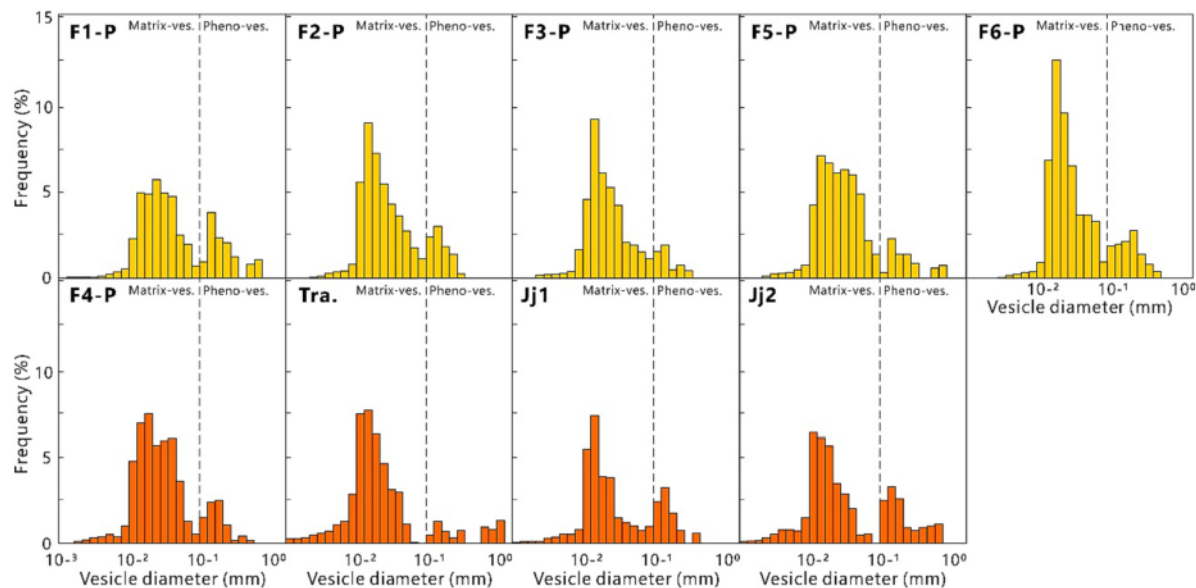 15
F1-P Matrix-ves. Pheno-ves. F2-P Matrix-ves. Pheno-ves. F3-P Matrix-ves. Pheno-ves. F5-P Matrix-ves. Pheno-ves. F6-P Matrix-ves. Pheno-ves.
Frequency (%)
10
5
0
10⁻² 10⁻¹ 10⁰
Vesicle diameter (mm)
F4-P Matrix-ves. Pheno-ves. Tra. Matrix-ves. Pheno-ves. Jj1 Matrix-ves. Pheno-ves. Jj2 Matrix-ves. Pheno-ves.
Frequency (%)
10
5
0
10⁻³ 10⁻² 10⁻¹ 10⁰ 10⁻² 10⁻¹ 10⁰ 10⁻² 10⁻¹ 10⁰ 10⁻² 10⁻¹ 10⁰
Vesicle diameter (mm) Vesicle diameter (mm) Vesicle diameter (mm) Vesicle diameter (mm)